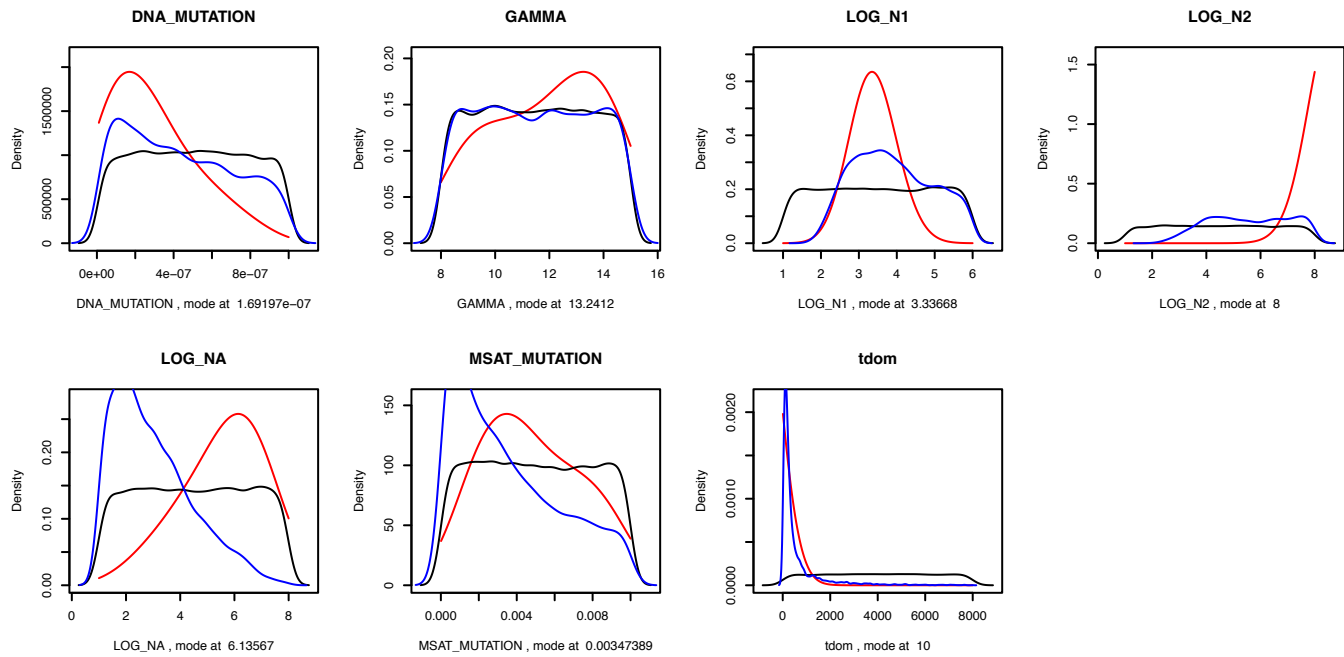 DNA_MUTATION
Density
0 500000 1500000
0e+00 4e−07 8e−07
DNA_MUTATION , mode at 1.69197e−07
GAMMA
Density
0.00 0.05 0.10 0.15 0.20
8 10 12 14 16
GAMMA , mode at 13.2412
LOG_N1
Density
0.0 0.2 0.4 0.6
1 2 3 4 5 6
LOG_N1 , mode at 3.33668
LOG_N2
Density
0.0 0.5 1.0 1.5
0 2 4 6 8
LOG_N2 , mode at 8
LOG_NA
Density
0.00 0.10 0.20
0 2 4 6 8
LOG_NA , mode at 6.13567
MSAT_MUTATION
Density
0 50 100 150
0.000 0.004 0.008
MSAT_MUTATION , mode at 0.00347389
tdom
Density
0.0000 0.0010 0.0020
0 2000 4000 6000 8000
tdom , mode at 10